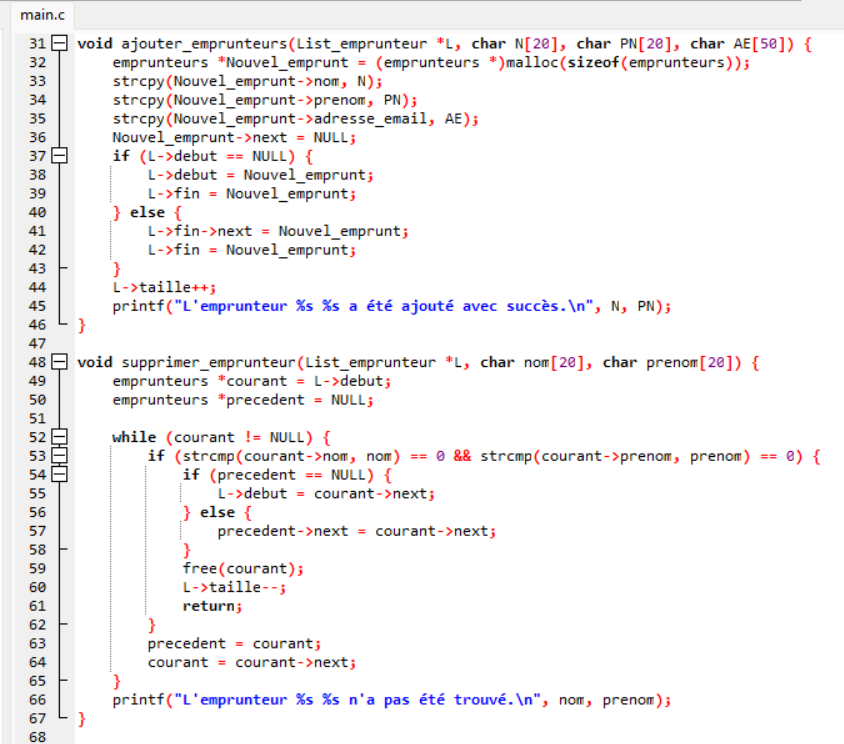 main.c
31 void ajouter_emprunteurs(List_emprunteur *L, char N[20], char PN[20], char AE[50]) {
32 emprunteurs *Nouvel_emprunt = (emprunteurs *)malloc(sizeof(emprunteurs));
33 strcpy(Nouvel_emprunt->nom, N);
34 strcpy(Nouvel_emprunt->prenom, PN);
35 strcpy(Nouvel_emprunt->adresse_email, AE);
36 Nouvel_emprunt->next = NULL;
37 if (L->debut == NULL) {
38 L->debut = Nouvel_emprunt;
39 L->fin = Nouvel_emprunt;
40 } else {
41 L->fin->next = Nouvel_emprunt;
42 L->fin = Nouvel_emprunt;
43 }
44 L->taille++;
45 printf("L'emprunteur %s %s a été ajouté avec succès.\n", N, PN);
46 }
47
48 void supprimer_emprunteur(List_emprunteur *L, char nom[20], char prenom[20]) {
49 emprunteurs *courant = L->debut;
50 emprunteurs *precedent = NULL;
51
52 while (courant != NULL) {
53 if (strcmp(courant->nom, nom) == 0 && strcmp(courant->prenom, prenom) == 0) {
54 if (precedent == NULL) {
55 L->debut = courant->next;
56 } else {
57 precedent->next = courant->next;
58 }
59 free(courant);
60 L->taille--;
61 return;
62 }
63 precedent = courant;
64 courant = courant->next;
65 }
66 printf("L'emprunteur %s %s n'a pas été trouvé.\n", nom, prenom);
67 }
68